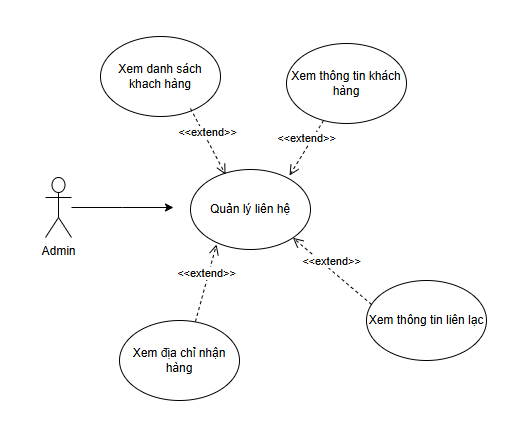 Xem danh sách
khach hàng
Xem thông tin khách
hàng
<<extend>>
<<extend>>
Quản lý liên hệ
Admin
<<extend>>
<<extend>>
Xem thông tin liên lạc
Xem địa chỉ nhận
hàng